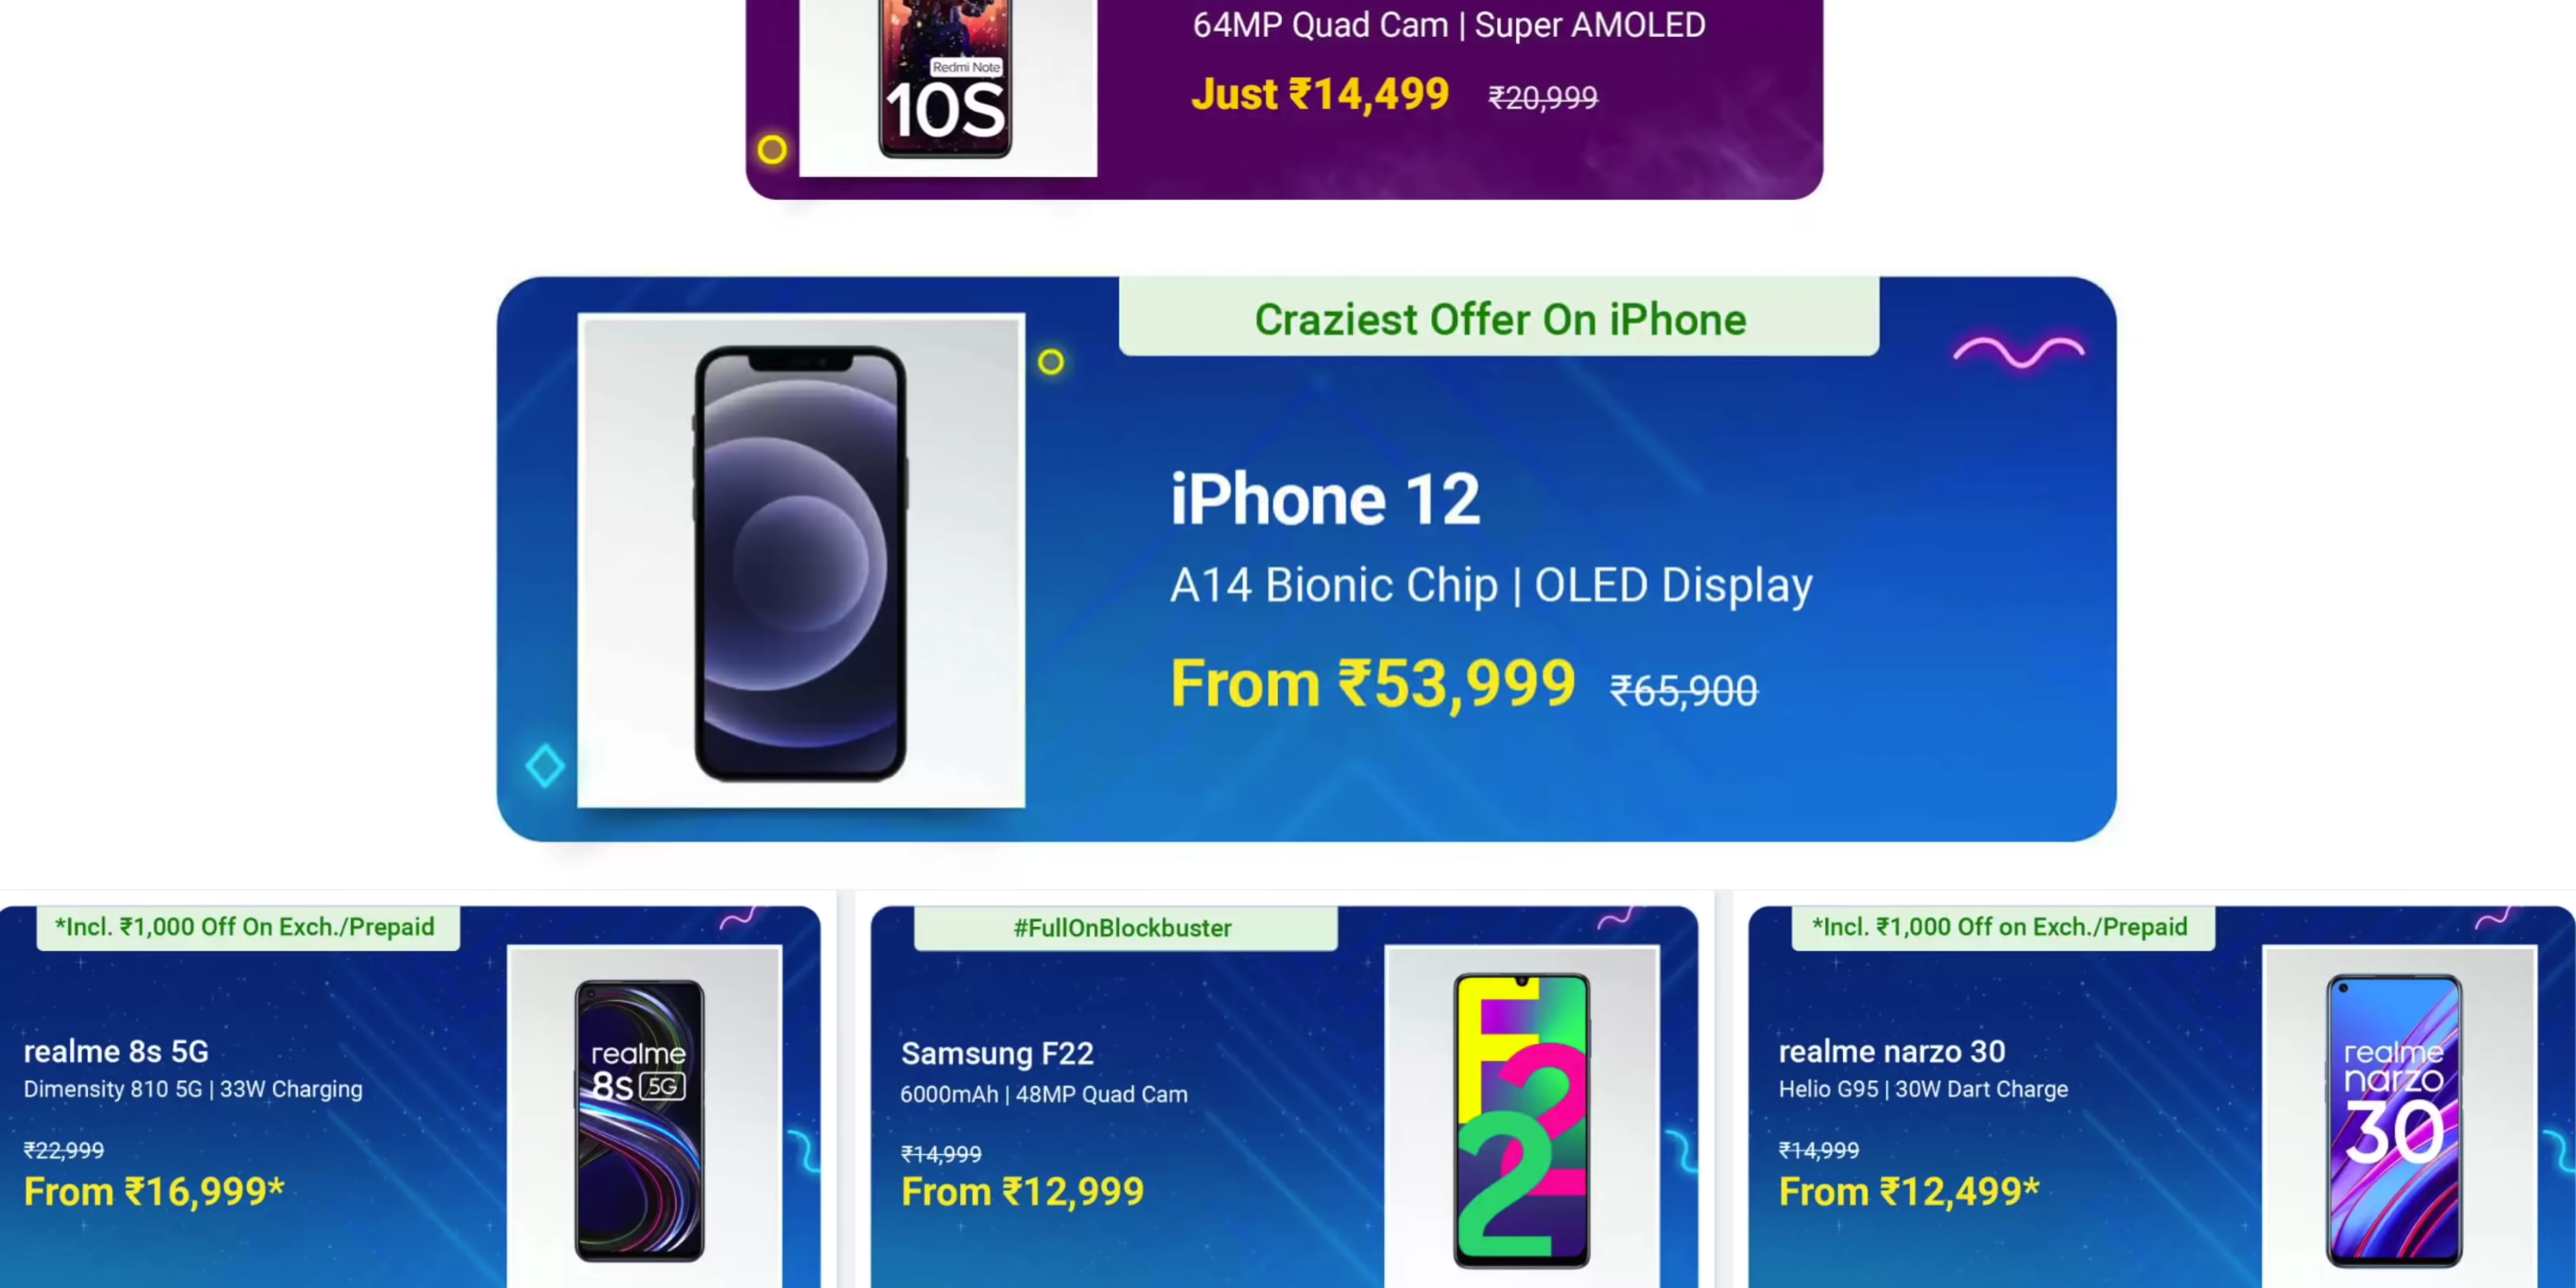 64MP Quad Cam | Super AMOLED
Just ₹14,499 ₹20,999
Redmi Note
10S
Craziest Offer On iPhone
iPhone 12
A14 Bionic Chip | OLED Display
From ₹53,999 ₹65,900
*Incl. ₹1,000 Off On Exch./Prepaid
realme 8s 5G
Dimensity 810 5G | 33W Charging
₹22,999
From ₹16,999*
realme
8s 5G
#FullOnBlockbuster
Samsung F22
6000mAh | 48MP Quad Cam
₹14,999
From ₹12,999
F
2
2
*Incl. ₹1,000 Off on Exch./Prepaid
realme narzo 30
Helio G95 | 30W Dart Charge
₹14,999
From ₹12,499*
realme
narzo
30